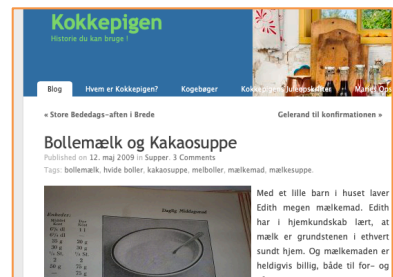 Kokkepigen
Historie du kan bruge !
Blog Hvem er Kokkepigen? Kogebøger
« Store Bededags-aften i Brede Gelerand til konfirmationen »
Bollemælk og Kakaosuppe
Published on 12. maj 2009 in Supper. 3 Comments
Tags: bollemælk, hvide boller, kakaosuppe, melboller, mælkemad, mælkesuppe.
Med et lille barn i huset laver
Edith megen mælkemad. Edith
har i hjemkundskab lært, at
mælk er grundstenen i ethvert
sundt hjem. Og mælkemaden er
heldigvis billig, både til for- og